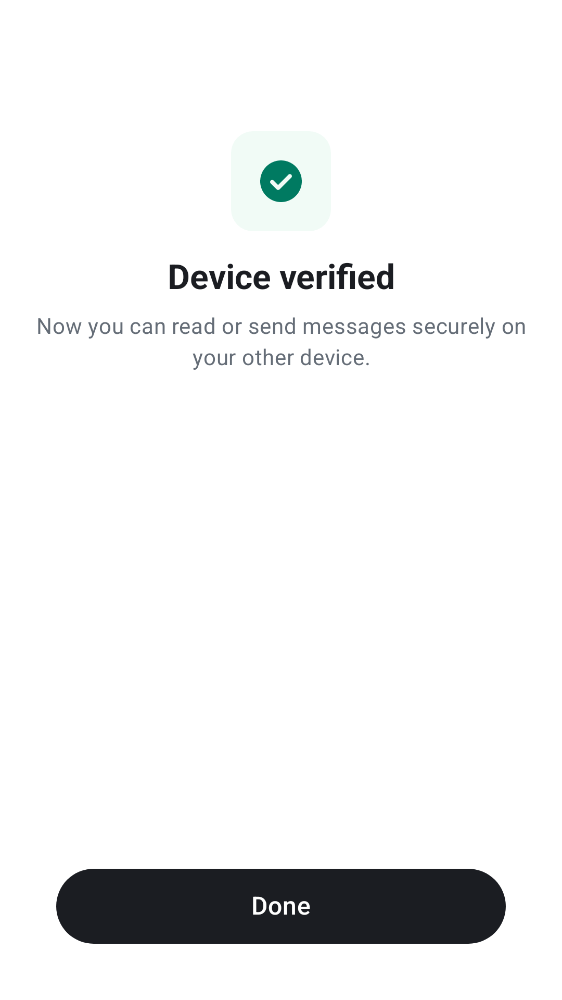 Device verified
Now you can read or send messages securely on
your other device.
Done